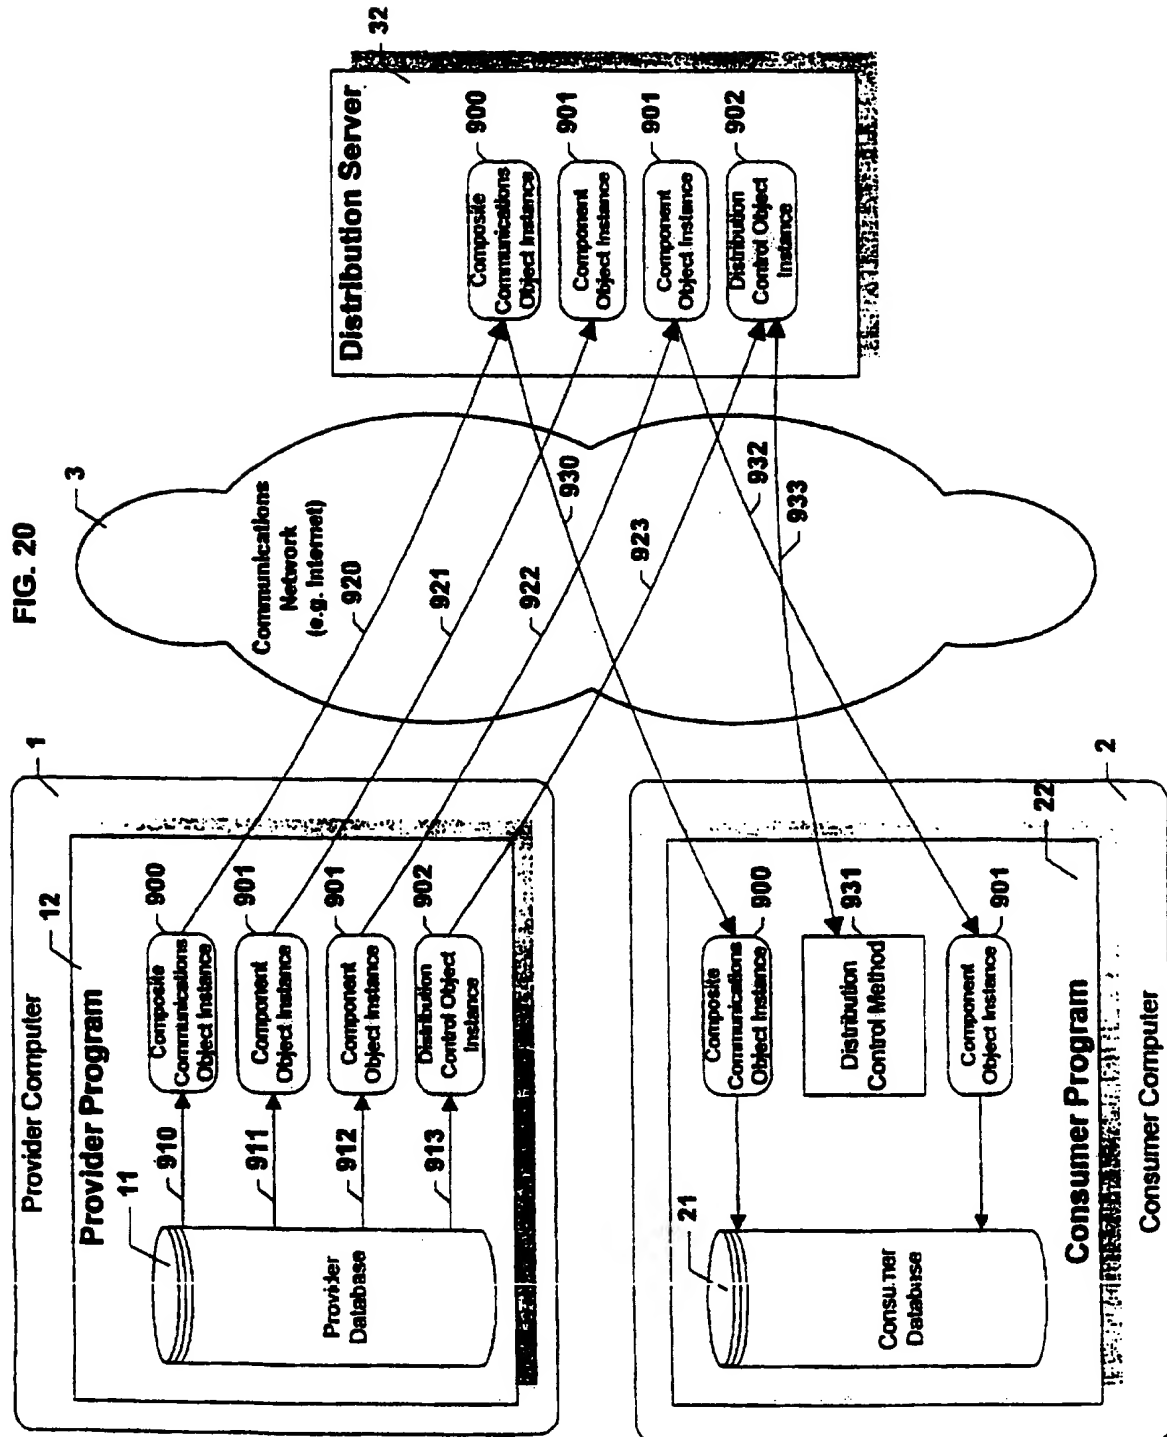 FIG. 20
Provider Computer
1
Provider Program
12
11
Provider
Database
910
911
912
913
Composite
Communications
Object Instance
900
Component
Object Instance
901
Component
Object Instance
901
Distribution
Control Object
Instance
902
3
Communications
Network
(e.g. Internet)
920
921
922
923
930
932
933
Distribution Server
32
Composite
Communications
Object Instance
900
Component
Object Instance
901
Component
Object Instance
901
Distribution
Control Object
Instance
902
21
Consumer
Database
Composite
Communications
Object Instance
900
Distribution
Control Method
931
Component
Object Instance
901
22
2
Consumer Program
Consumer Computer